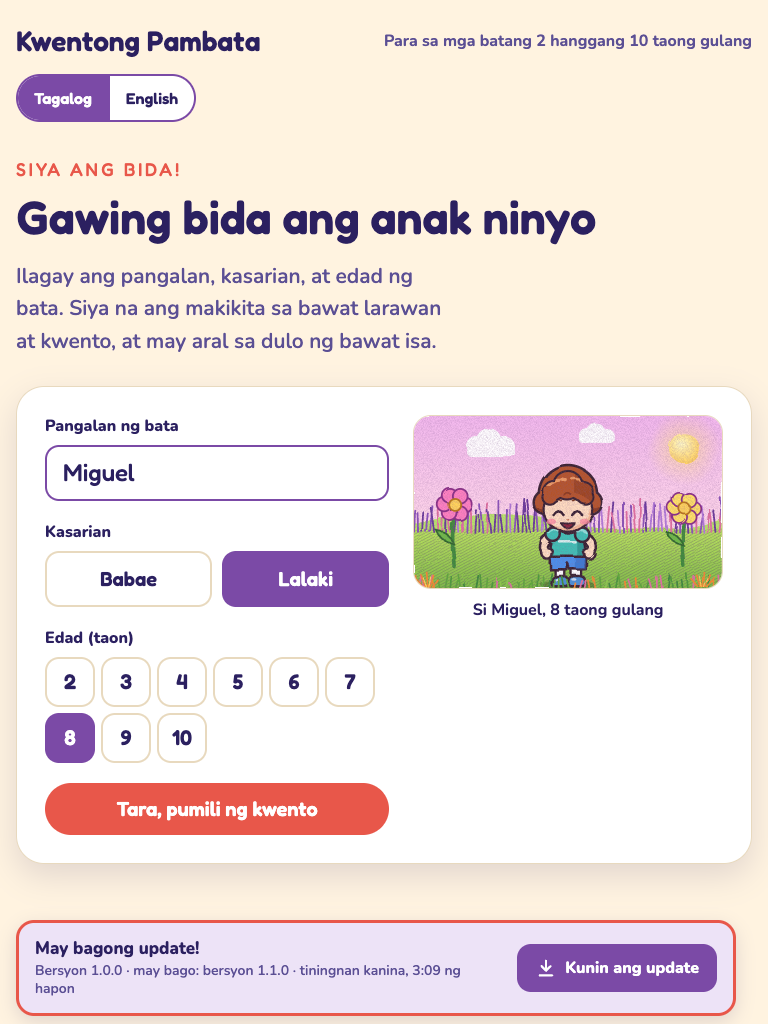 Kwentong Pambata
Para sa mga batang 2 hanggang 10 taong gulang
Tagalog English
SIYA ANG BIDA!
Gawing bida ang anak ninyo
Ilagay ang pangalan, kasarian, at edad ng
bata. Siya na ang makikita sa bawat larawan
at kwento, at may aral sa dulo ng bawat isa.
Pangalan ng bata
Miguel
Kasarian
Babae Lalaki
Edad (taon)
2 3 4 5 6 7
8 9 10
Tara, pumili ng kwento
Si Miguel, 8 taong gulang
May bagong update!
Bersyon 1.0.0 · may bago: bersyon 1.1.0 · tiningnan kanina, 3:09 ng
hapon
Kunin ang update